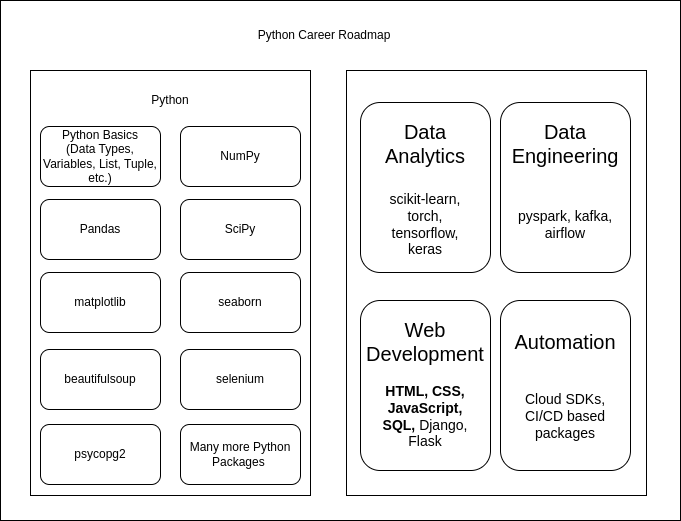 Python Career Roadmap
Python
Python Basics
(Data Types,
Variables, List, Tuple,
etc.)
NumPy
Pandas
SciPy
matplotlib
seaborn
beautifulsoup
selenium
psycopg2
Many more Python
Packages
Data
Analytics
scikit-learn,
torch,
tensorflow,
keras
Data
Engineering
pyspark, kafka,
airflow
Web
Development
HTML, CSS,
JavaScript,
SQL, Django,
Flask
Automation
Cloud SDKs,
CI/CD based
packages